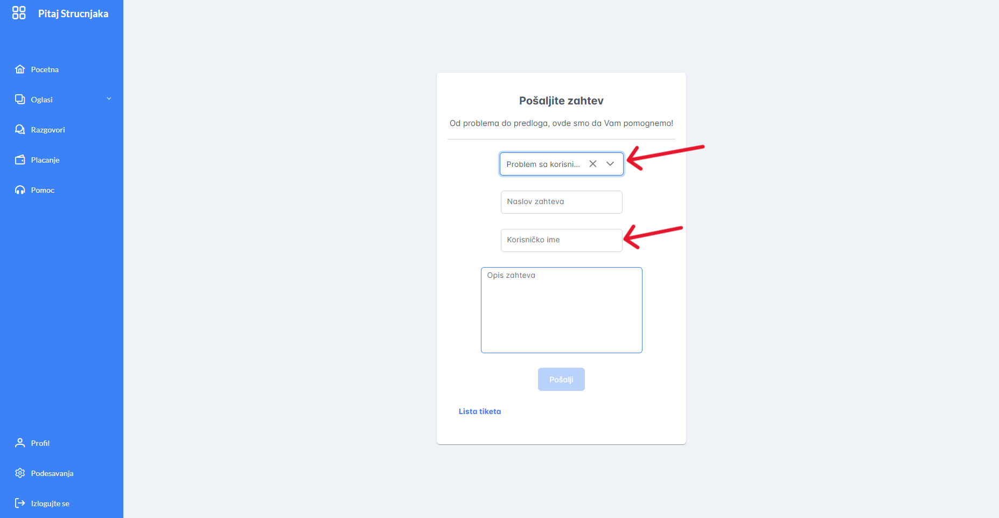 Pitaj Strucnjaka
Pocetna
Oglasi
Razgovori
Placanje
Pomoc
Profil
Podesavanja
Izlogujte se
Pošaljite zahtev
Od problema do predloga, ovde smo da Vam pomognemo!
Problem sa korisni...
Naslov zahteva
Korisničko ime
Opis zahteva
Pošalji
Lista tiketa